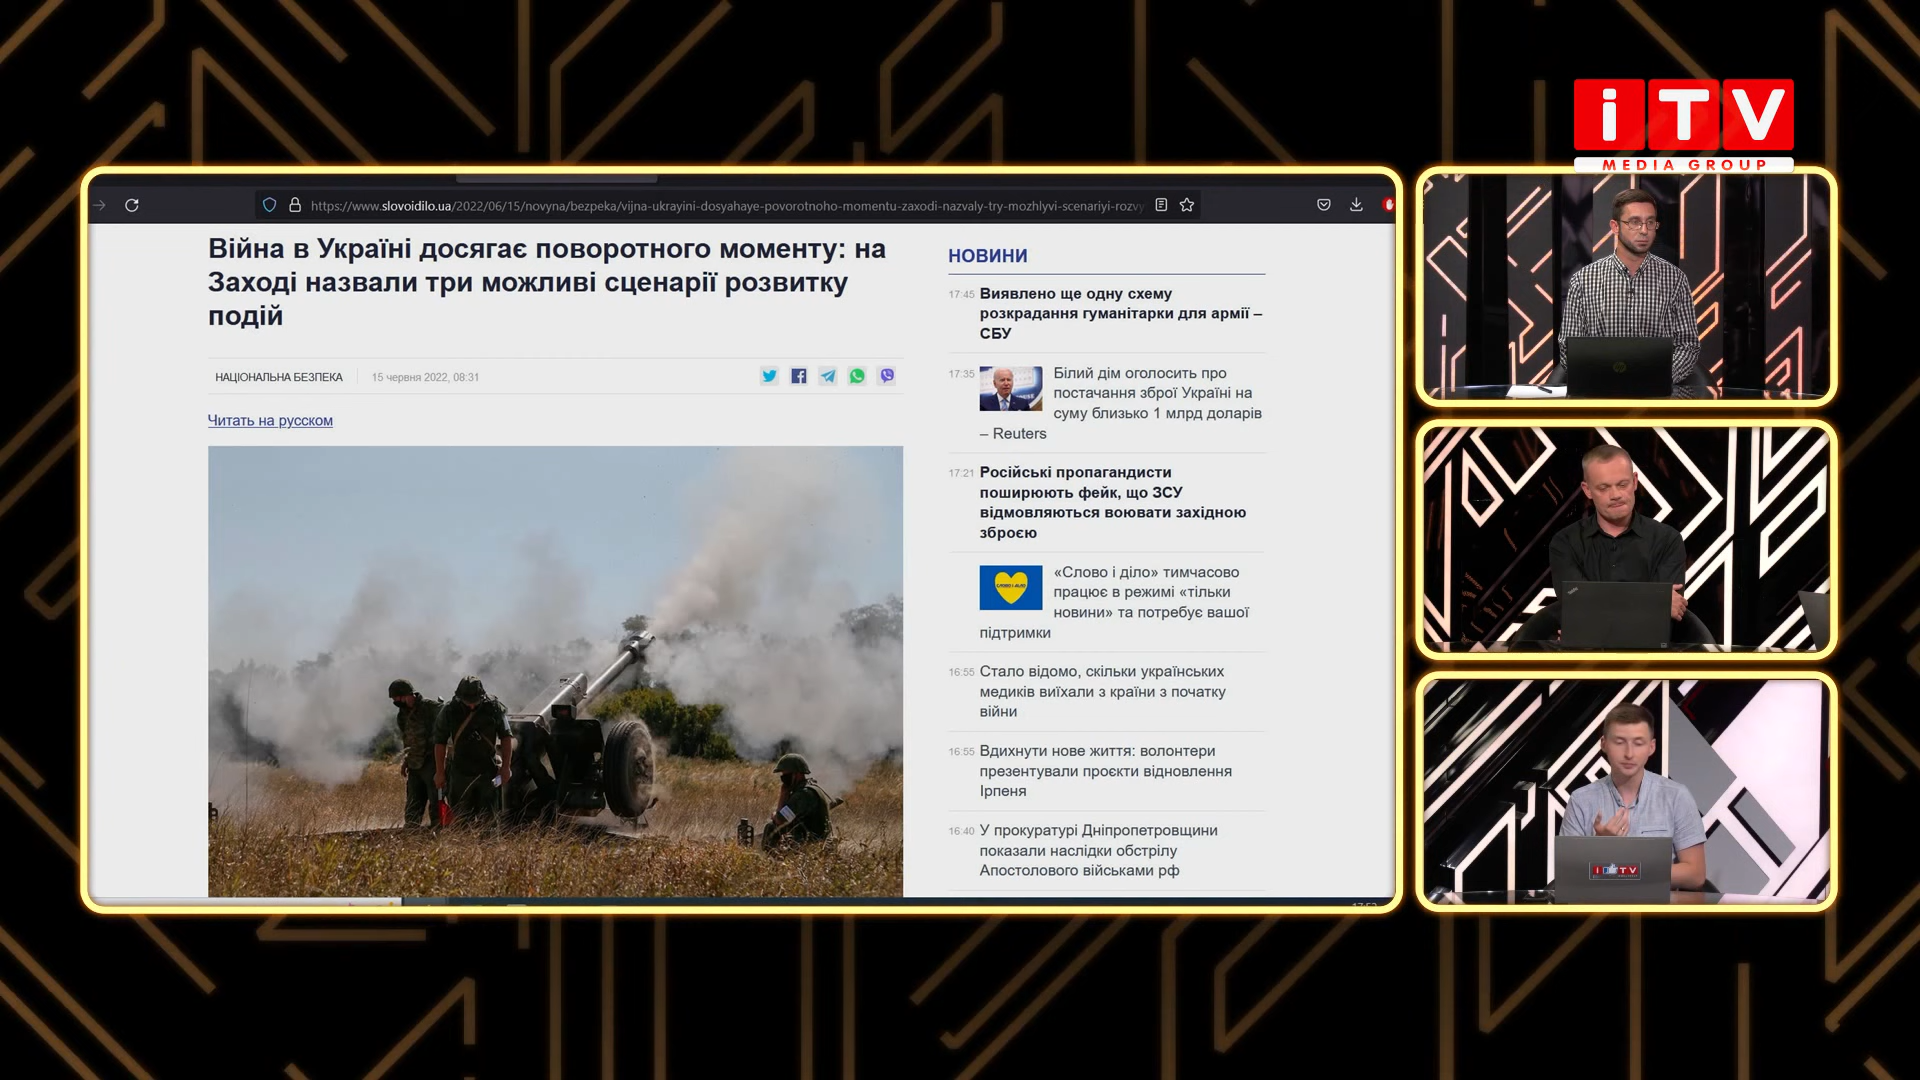 iTV
MEDIA GROUP
https://www.slovoidilo.ua/2022/06/15/novyna/bezpeka/vijna-ukrayini-dosyahaye-povorotnoho-momentu-zaxodi-nazvaly-try-mozhlyvi-scenariyi-rozvy
Війна в Україні досягає поворотного моменту: на
Заході назвали три можливі сценарії розвитку
подій
НАЦІОНАЛЬНА БЕЗПЕКА
15 червня 2022, 08:31
Читать на русском
НОВИНИ
17:45 Виявлено ще одну схему
розкрадання гуманітарки для армії –
СБУ
17:35 Білий дім оголосить про
постачання зброї Україні на
суму близько 1 млрд доларів
– Reuters
17:21 Російські пропагандисти
поширюють фейк, що ЗСУ
відмовляються воювати західною
зброєю
«Слово і діло» тимчасово
працює в режимі «тільки
новини» та потребує вашої
підтримки
16:55 Стало відомо, скільки українських
медиків виїхали з країни з початку
війни
16:55 Вдихнути нове життя: волонтери
презентували проєкти відновлення
Ірпеня
16:40 У прокуратурі Дніпропетровщини
показали наслідки обстрілу
Апостолового військами рф